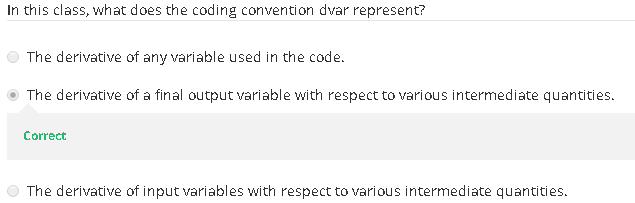 In this class, what does the coding convention dvar represent?
The derivative of any variable used in the code.
The derivative of a final output variable with respect to various intermediate quantities.
Correct
The derivative of input variables with respect to various intermediate quantities.